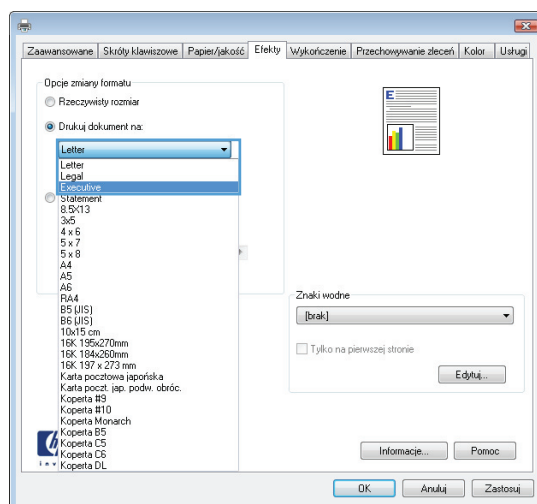 Zaawansowane Skróty klawiszowe Papier/jakość Efekty Wykończenie Przechowywanie zleceń Kolor Usługi
Opcje zmiany formatu
Rzeczywisty rozmiar
Drukuj dokument na:
Letter
Letter
Legal
Executive
Statement
8.5X13
3x5
4 x 6
5 x 7
5 x 8
A4
A5
A6
RA4
B5 (JIS)
B6 (JIS)
10x15 cm
16K 195x270mm
16K 184x260mm
16K 197 x 273 mm
Karta pocztowa japońska
Karta poczt. jap. podw. obróc.
Koperta #9
Koperta #10
Koperta Monarch
Koperta B5
Koperta C5
Koperta C6
Koperta DL
E
Znaki wodne
[brak]
Tylko na pierwszej stronie
Edytuj...
Informacje... Pomoc
OK Anuluj Zastosuj